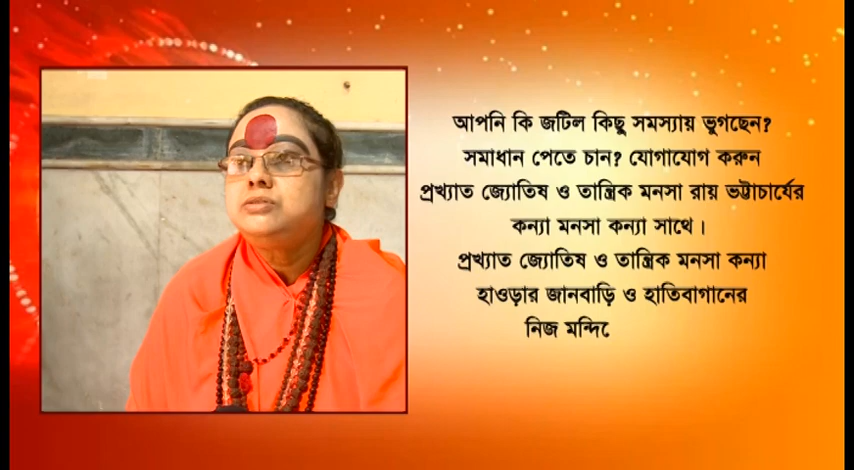 আপনি কি জটিল কিছু সমস্যায় ভুগছেন?
সমাধান পেতে চান? যোগাযোগ করুন
প্রখ্যাত জ্যোতিষ ও তান্ত্রিক মনসা রায় ভট্টাচার্যের
কন্যা মনসা কন্যা সাথে।
প্রখ্যাত জ্যোতিষ ও তান্ত্রিক মনসা কন্যা
হাওড়ার জানবাড়ি ও হাতিবাগানের
নিজ মন্দিে